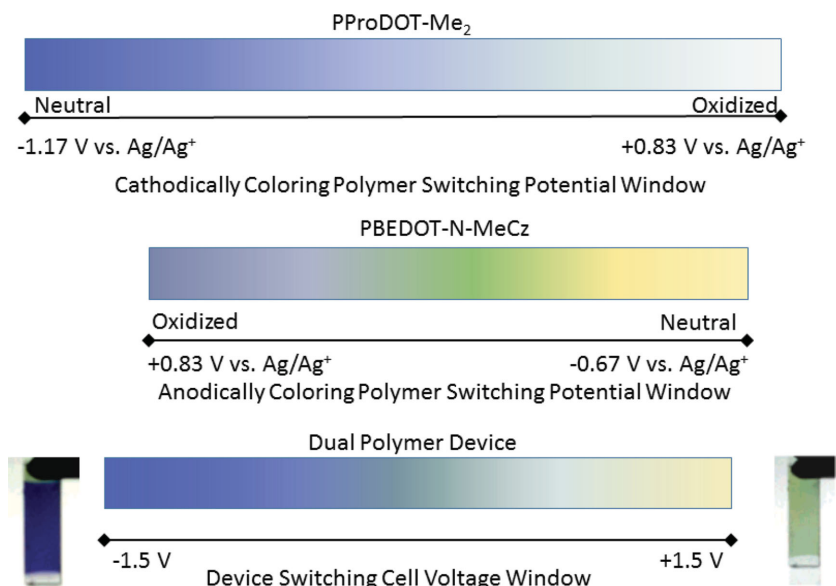 PProDOT-Me₂
Neutral Oxidized
-1.17 V vs. Ag/Ag⁺ +0.83 V vs. Ag/Ag⁺
Cathodically Coloring Polymer Switching Potential Window
PBEDOT-N-MeCz
Oxidized Neutral
+0.83 V vs. Ag/Ag⁺ -0.67 V vs. Ag/Ag⁺
Anodically Coloring Polymer Switching Potential Window
Dual Polymer Device
-1.5 V +1.5 V
Device Switching Cell Voltage Window